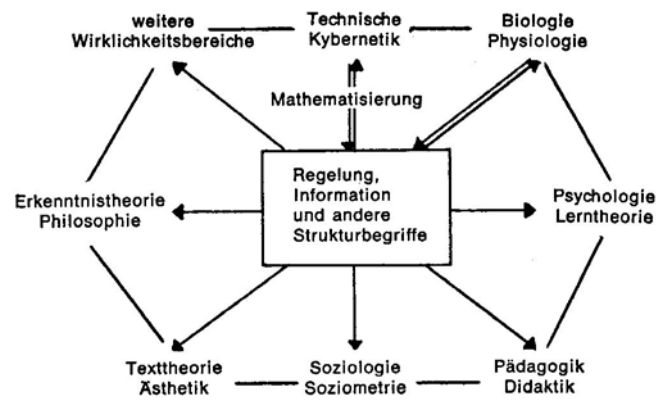 weitere
Wirklichkeitsbereiche
Technische
Kybernetik
Biologie
Physiologie
Mathematisierung
Regelung,
Information
und andere
Strukturbegriffe
Erkenntnistheorie
Philosophie
Psychologie
Lerntheorie
Texttheorie
Ästhetik
Soziologie
Soziometrie
Pädagogik
Didaktik